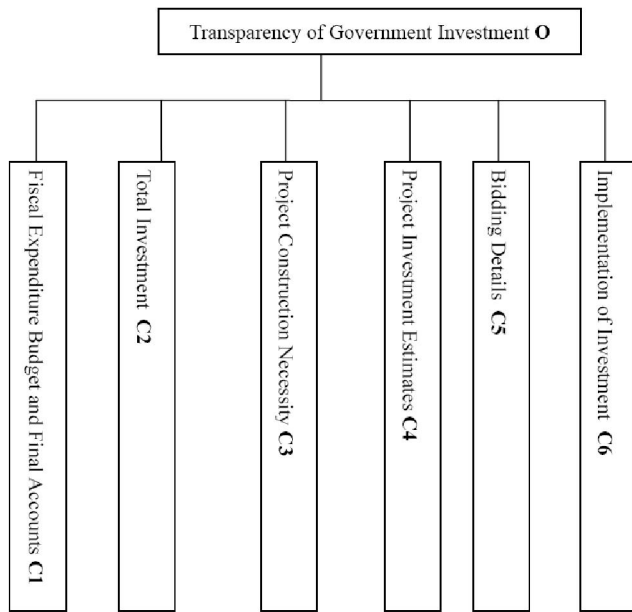 Transparency of Government Investment O
Fiscal Expenditure Budget and Final Accounts C1
Total Investment C2
Project Construction Necessity C3
Project Investment Estimates C4
Bidding Details C5
Implementation of Investment C6